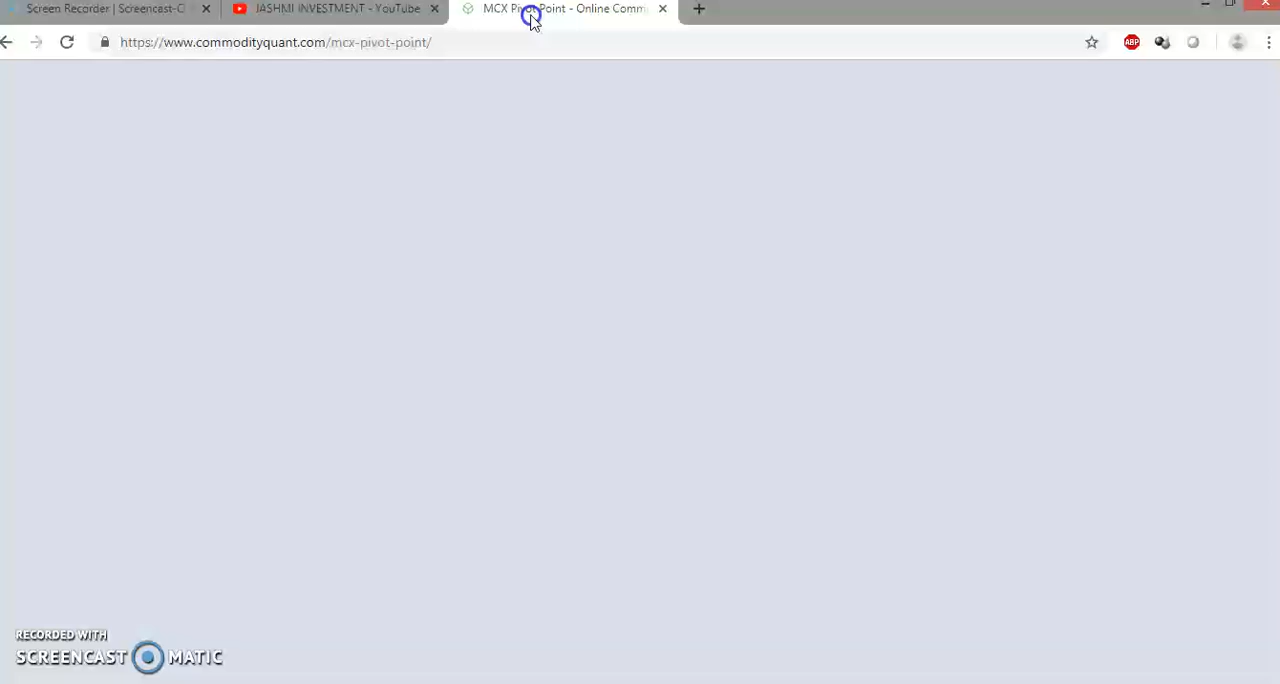 Screen Recorder | Screencast-O
JASHMI INVESTMENT - YouTube
MCX Pivot Point - Online Comm
https://www.commodityquant.com/mcx-pivot-point/
ABP
RECORDED WITH
SCREENCAST MATIC